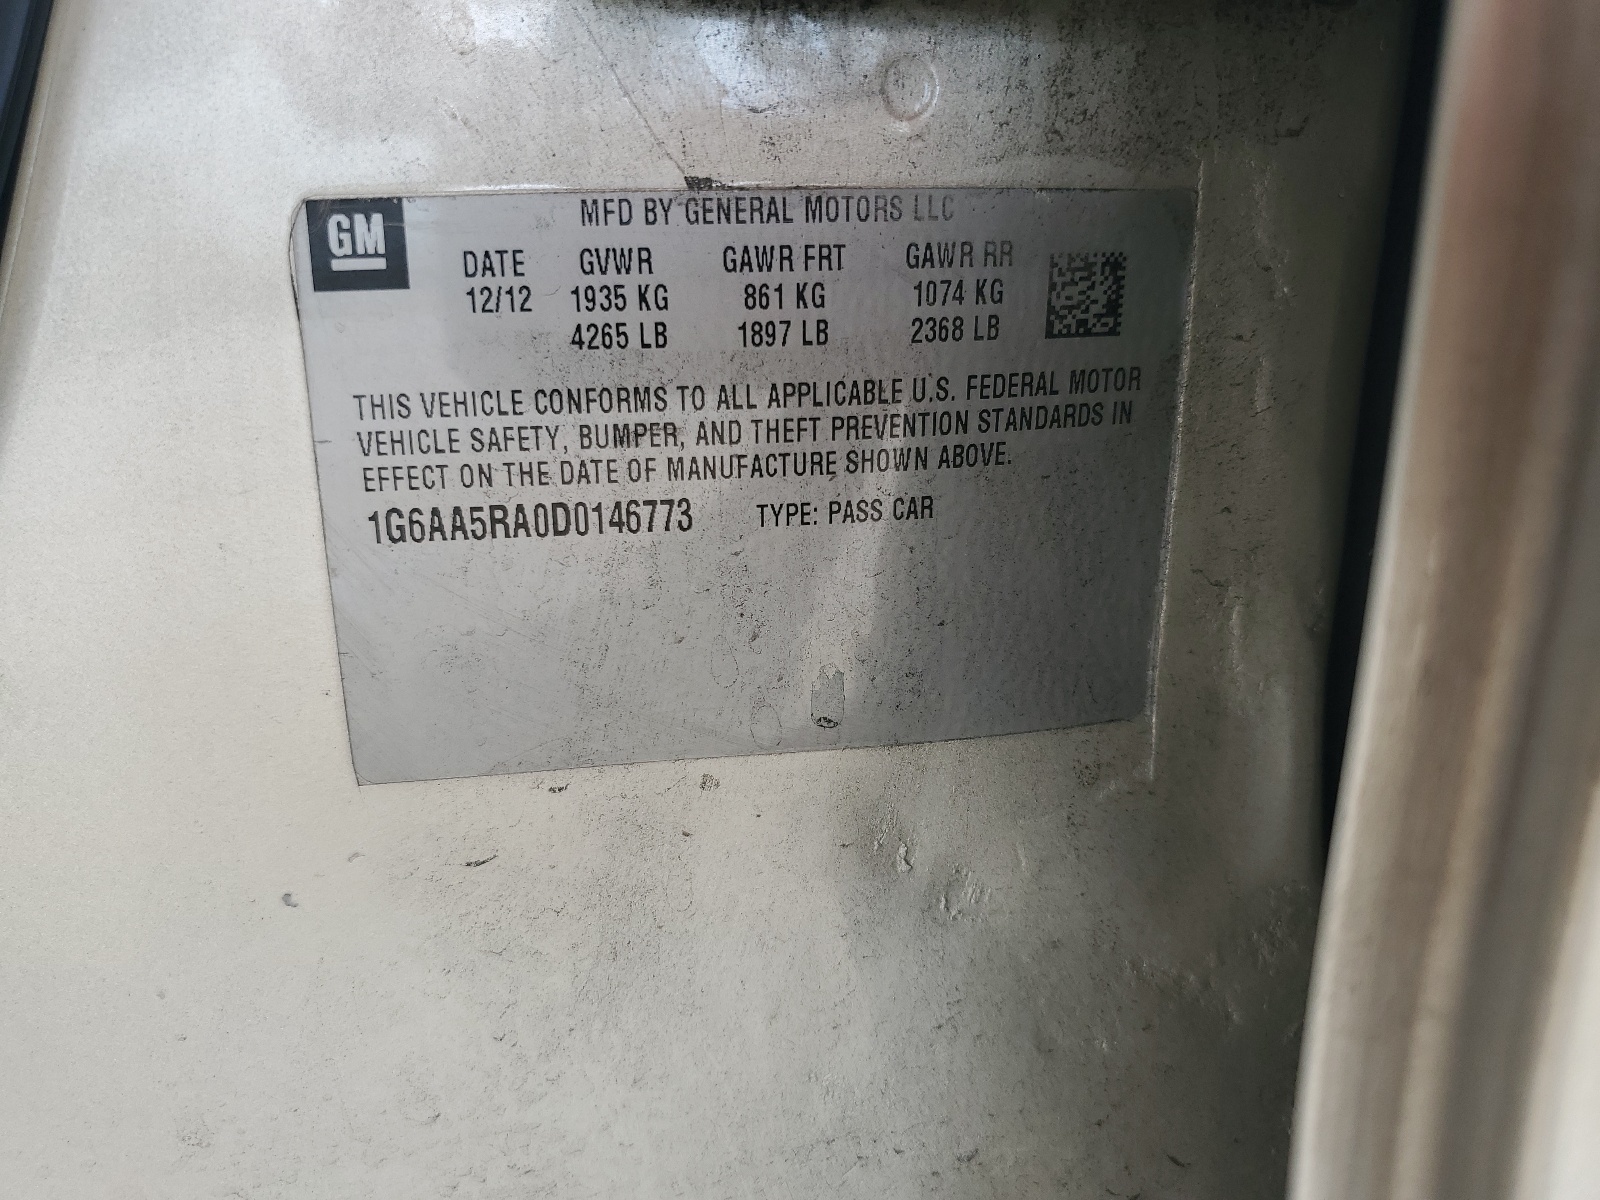 GM
MFD BY GENERAL MOTORS LLC
DATE GVWR GAWR FRT GAWR RR
12/12 1935 KG 861 KG 1074 KG
4265 LB 1897 LB 2368 LB
THIS VEHICLE CONFORMS TO ALL APPLICABLE U.S. FEDERAL MOTOR
VEHICLE SAFETY, BUMPER, AND THEFT PREVENTION STANDARDS IN
EFFECT ON THE DATE OF MANUFACTURE SHOWN ABOVE.
1G6AA5RA0D0146773 TYPE: PASS CAR